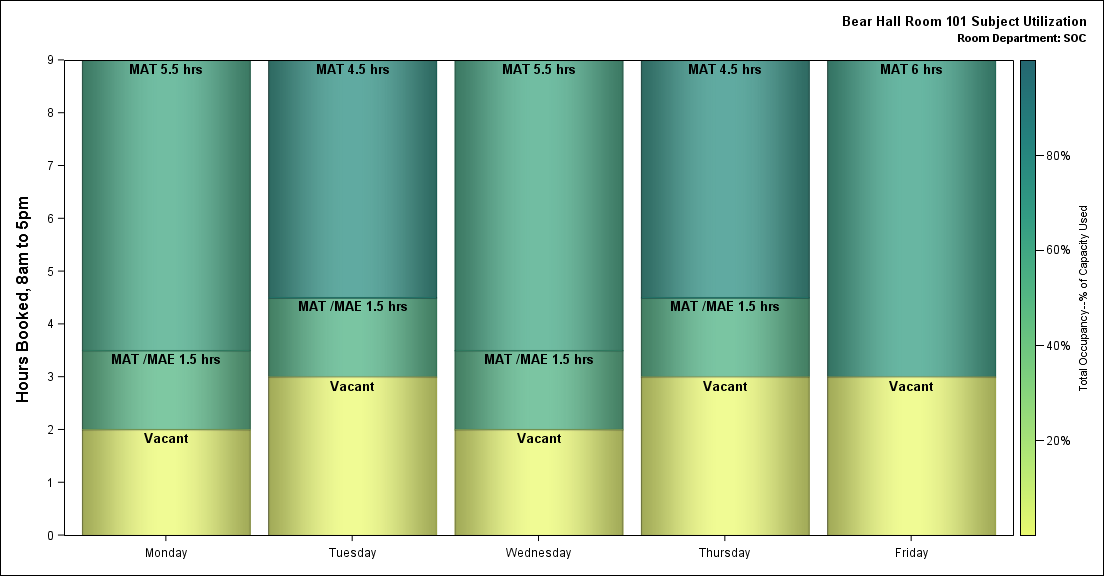 Bear Hall Room 101 Subject Utilization
Room Department: SOC
Hours Booked, 8am to 5pm
9
8
7
6
5
4
3
2
1
0
MAT 5.5 hrs
MAT /MAE 1.5 hrs
Vacant
MAT 4.5 hrs
MAT /MAE 1.5 hrs
Vacant
MAT 5.5 hrs
MAT /MAE 1.5 hrs
Vacant
MAT 4.5 hrs
MAT /MAE 1.5 hrs
Vacant
MAT 6 hrs
Vacant
Monday
Tuesday
Wednesday
Thursday
Friday
80%
60%
40%
20%
Total Occupancy--% of Capacity Used